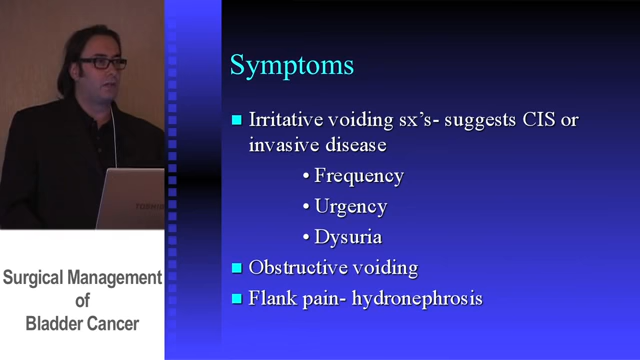 Symptoms
Irritative voiding sx's- suggests CIS or
invasive disease
• Frequency
• Urgency
• Dysuria
Obstructive voiding
Flank pain- hydronephrosis
TOSHIBA
Surgical Management
of
Bladder Cancer